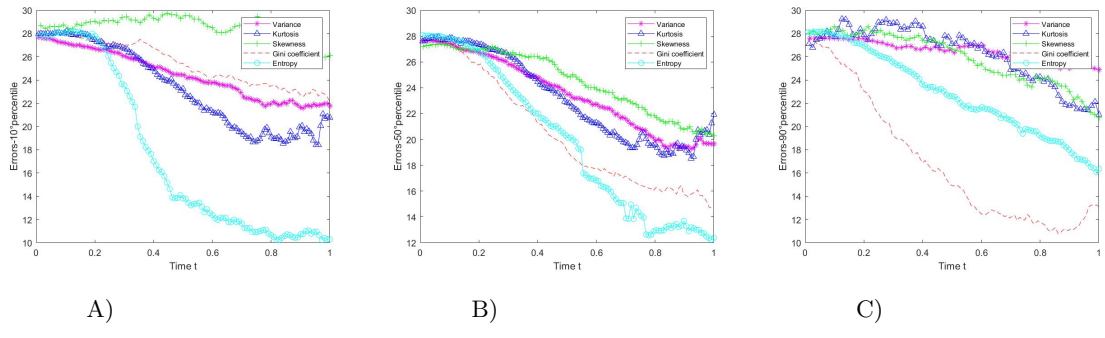 30
28
26
24
22
20
18
16
14
12
10
0
0.2
0.4
0.6
0.8
1
Errors-10°percentile
Time t
Variance
Kurtosis
Skewness
Gini coefficient
Entropy
30
28
26
24
22
20
18
16
14
12
0
0.2
0.4
0.6
0.8
1
Errors-50°percentile
Time t
Variance
Kurtosis
Skewness
Gini coefficient
Entropy
30
28
26
24
22
20
18
16
14
12
10
0
0.2
0.4
0.6
0.8
1
Errors-90°percentile
Time t
Variance
Kurtosis
Skewness
Gini coefficient
Entropy
A)
B)
C)